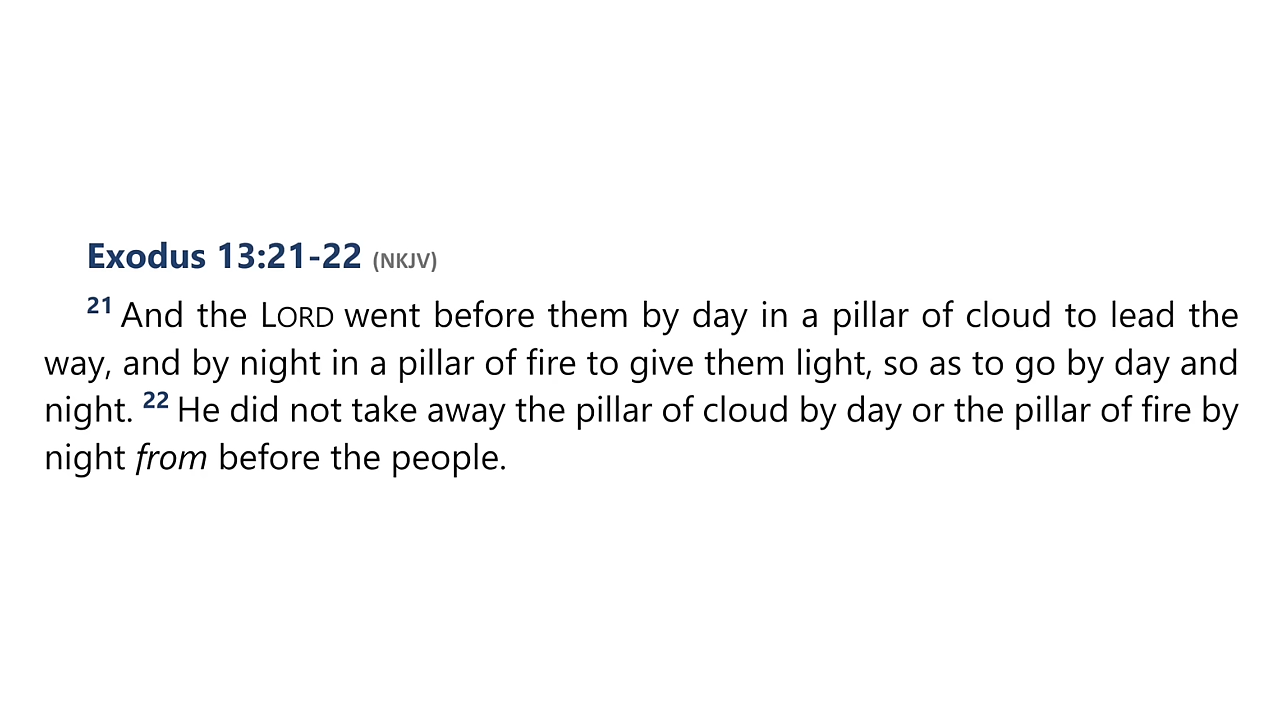 Exodus 13:21-22 (NKJV)
21 And the LORD went before them by day in a pillar of cloud to lead the
way, and by night in a pillar of fire to give them light, so as to go by day and
night. 22 He did not take away the pillar of cloud by day or the pillar of fire by
night from before the people.